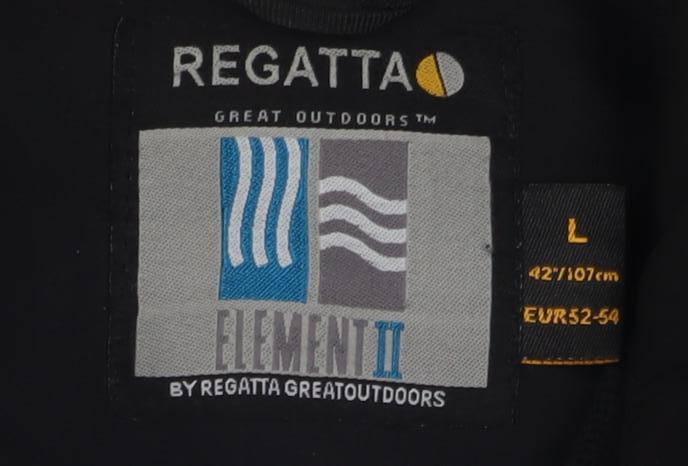 REGATTA
GREAT OUTDOORS™
ELEMENT II
BY REGATTA GREATOUTDOORS
L
42"/107cm
EUR52-54